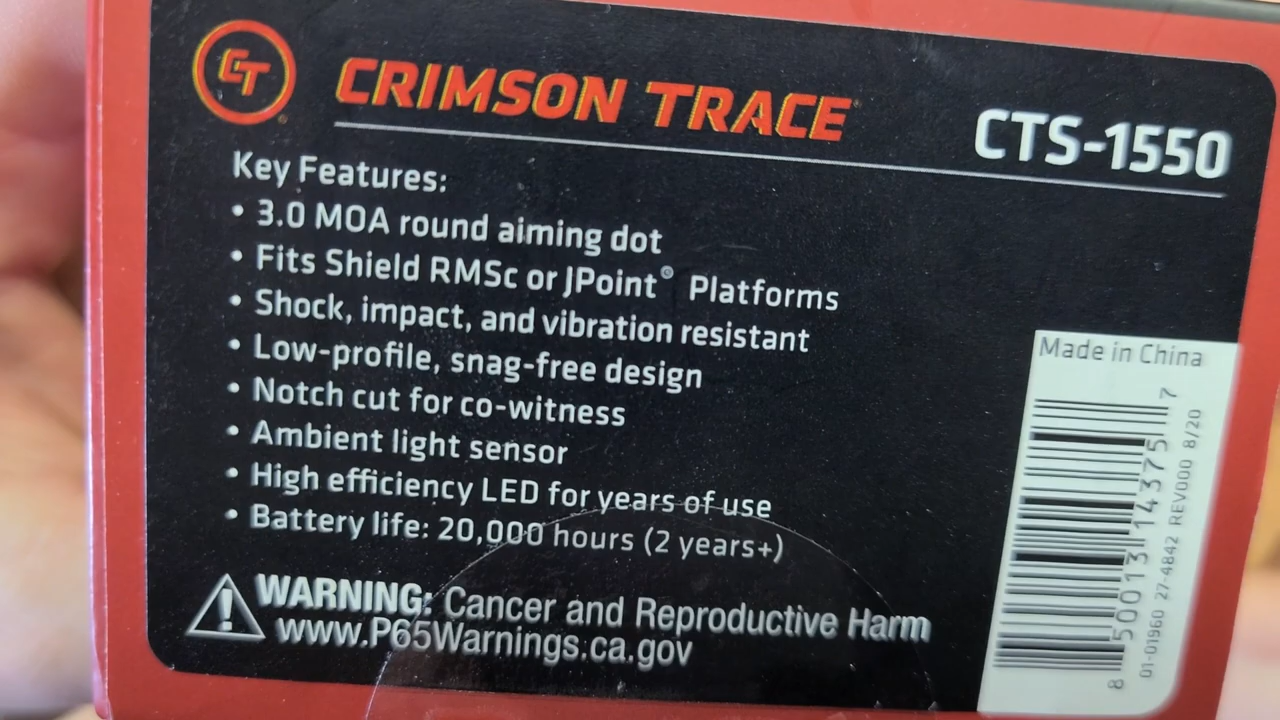 CT
CRIMSON TRACE
CTS-1550
Key Features:
• 3.0 MOA round aiming dot
• Fits Shield RMSc or JPoint® Platforms
• Shock, impact, and vibration resistant
• Low-profile, snag-free design
• Notch cut for co-witness
• Ambient light sensor
• High efficiency LED for years of use
• Battery life: 20,000 hours (2 years+)
WARNING: Cancer and Reproductive Harm
www.P65Warnings.ca.gov
Made in China
8 50013 14375 7
01-01960 27-4842 REV000 8/20